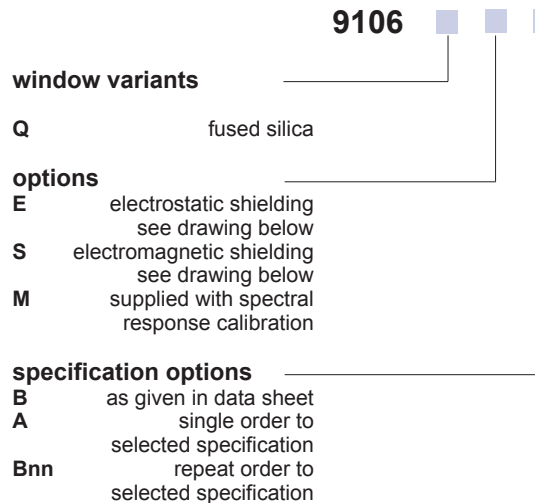 9106
window variants
Q fused silica
options
E electrostatic shielding
see drawing below
S electromagnetic shielding
see drawing below
M supplied with spectral
response calibration
specification options
B as given in data sheet
A single order to
selected specification
Bnn repeat order to
selected specification